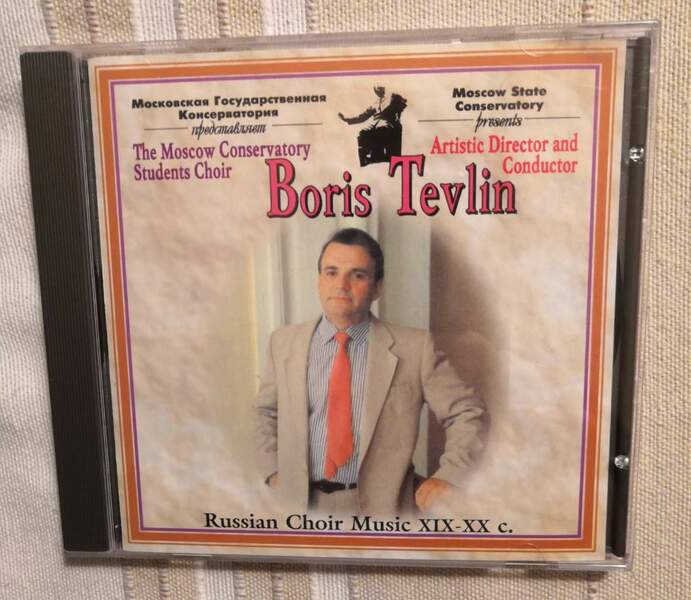 Московская Государственная
Консерватория
представляет
Moscow State
Conservatory
presents
The Moscow Conservatory
Students Choir
Artistic Director and
Conductor
Boris Tevlin
Russian Choir Music XIX-XX c.